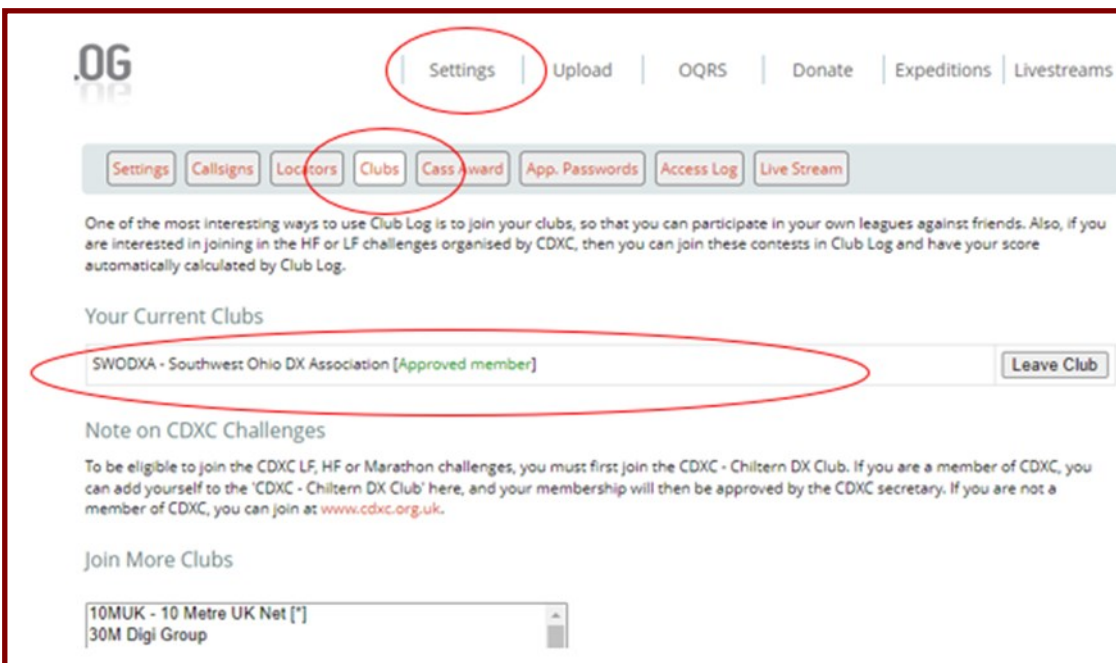 .OG
Settings Upload OQRS Donate Expeditions Livestreams
Settings Callsigns Locators Clubs Cass Award App. Passwords Access Log Live Stream
One of the most interesting ways to use Club Log is to join your clubs, so that you can participate in your own leagues against friends. Also, if you
are interested in joining in the HF or LF challenges organised by CDXC, then you can join these contests in Club Log and have your score
automatically calculated by Club Log.
Your Current Clubs
SWODXA - Southwest Ohio DX Association [Approved member] Leave Club
Note on CDXC Challenges
To be eligible to join the CDXC LF, HF or Marathon challenges, you must first join the CDXC - Chiltern DX Club. If you are a member of CDXC, you
can add yourself to the 'CDXC - Chiltern DX Club' here, and your membership will then be approved by the CDXC secretary. If you are not a
member of CDXC, you can join at www.cdxc.org.uk.
Join More Clubs
10MUK - 10 Metre UK Net [*]
30M Digi Group